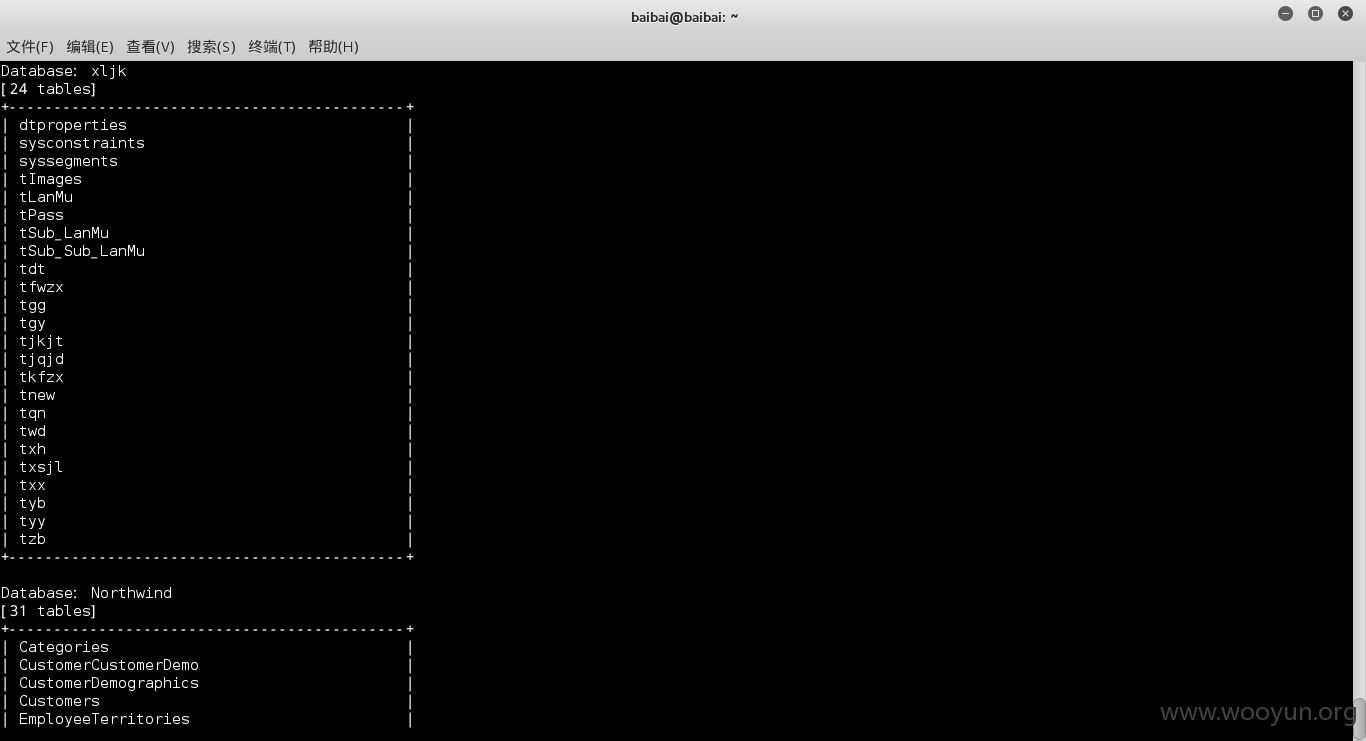 baibai@baibai: ~
文件(F) 编辑(E) 查看(V) 搜索(S) 终端(T) 帮助(H)
Database: xljk
[24 tables]
+--------------------------------------------+
| dtproperties |
| sysconstraints |
| syssegments |
| tImages |
| tLanMu |
| tPass |
| tSub_LanMu |
| tSub_Sub_LanMu |
| tdt |
| tfwzx |
| tgg |
| tgy |
| tjkjt |
| tjqjd |
| tkfzx |
| tnew |
| tqn |
| twd |
| txh |
| txsjl |
| txx |
| tyb |
| tyy |
| tzb |
+--------------------------------------------+
Database: Northwind
[31 tables]
+--------------------------------------------+
| Categories |
| CustomerCustomerDemo |
| CustomerDemographics |
| Customers |
| EmployeeTerritories |
www.wooyun.org